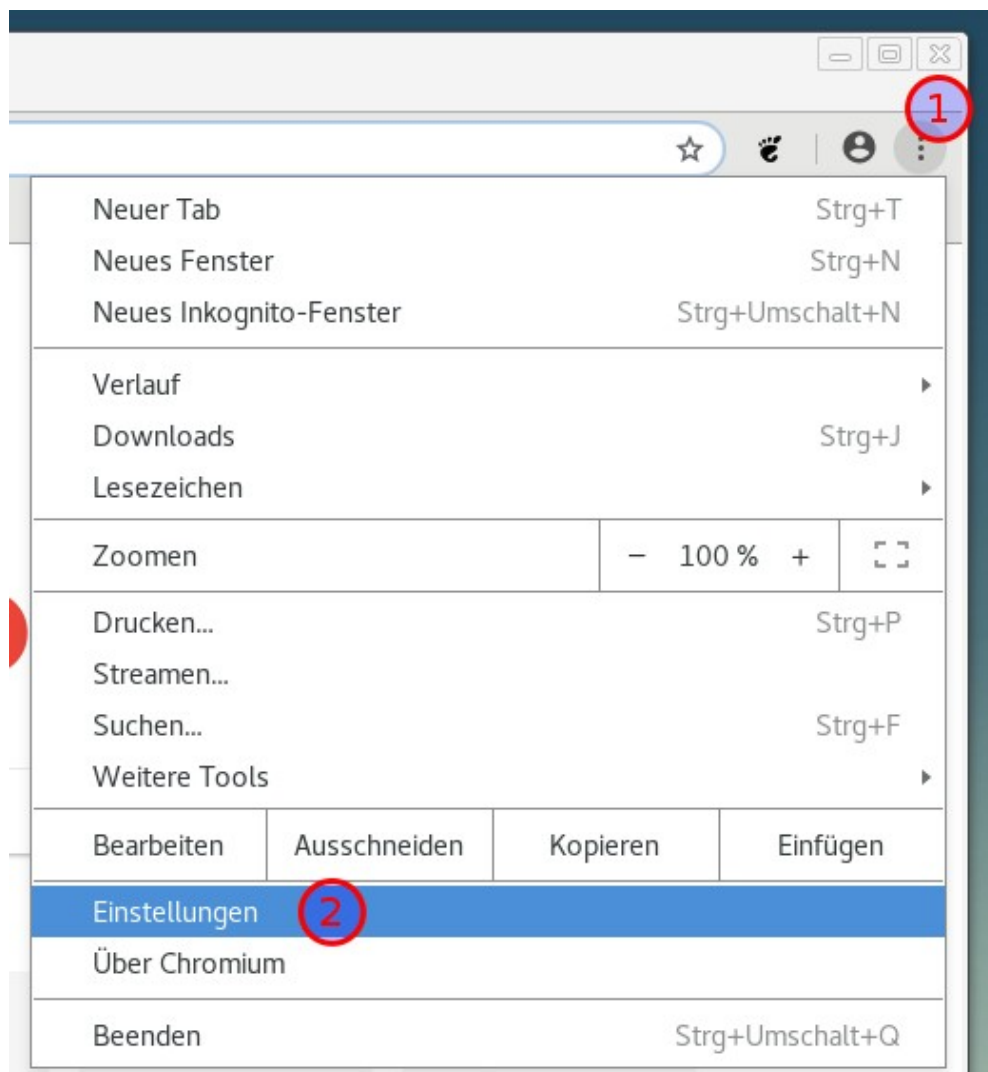 1
Neuer Tab Strg+T
Neues Fenster Strg+N
Neues Inkognito-Fenster Strg+Umschalt+N
Verlauf
Downloads Strg+J
Lesezeichen
Zoomen − 100 % +
Drucken... Strg+P
Streamen...
Suchen... Strg+F
Weitere Tools
Bearbeiten Ausschneiden Kopieren Einfügen
Einstellungen 2
Über Chromium
Beenden Strg+Umschalt+Q